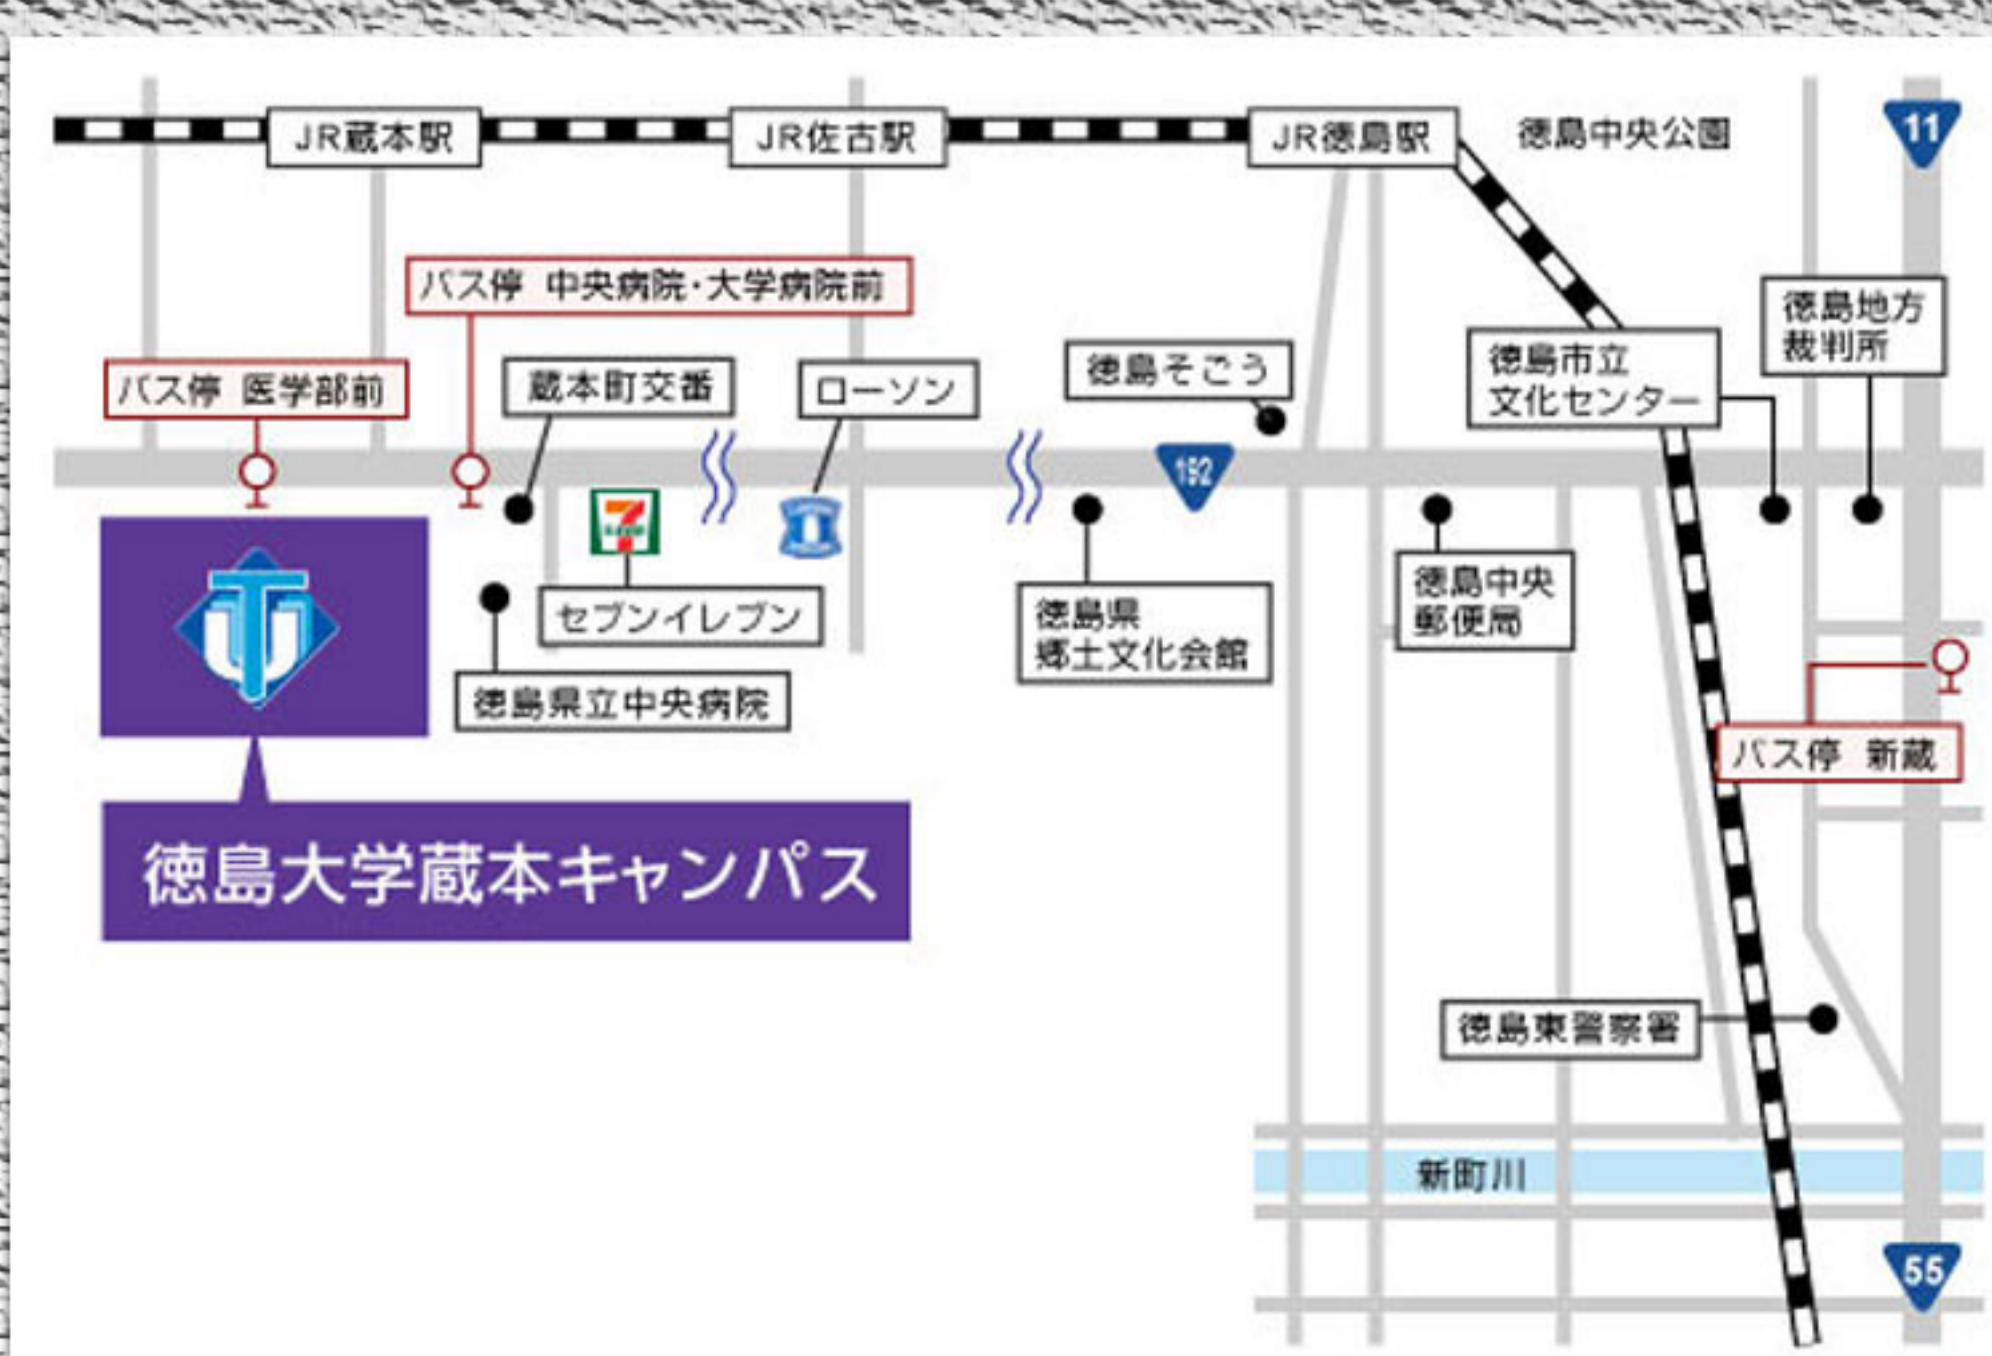 JR蔵本駅
JR佐古駅
JR徳島駅
徳島中央公園
11
バス停 中央病院・大学病院前
バス停 医学部前
蔵本町交番
ローソン
徳島そごう
徳島市立
文化センター
徳島地方
裁判所
192
7
セブンイレブン
徳島県立中央病院
徳島県
郷土文化会館
徳島中央
郵便局
バス停 新蔵
徳島大学蔵本キャンパス
徳島東警察署
新町川
55